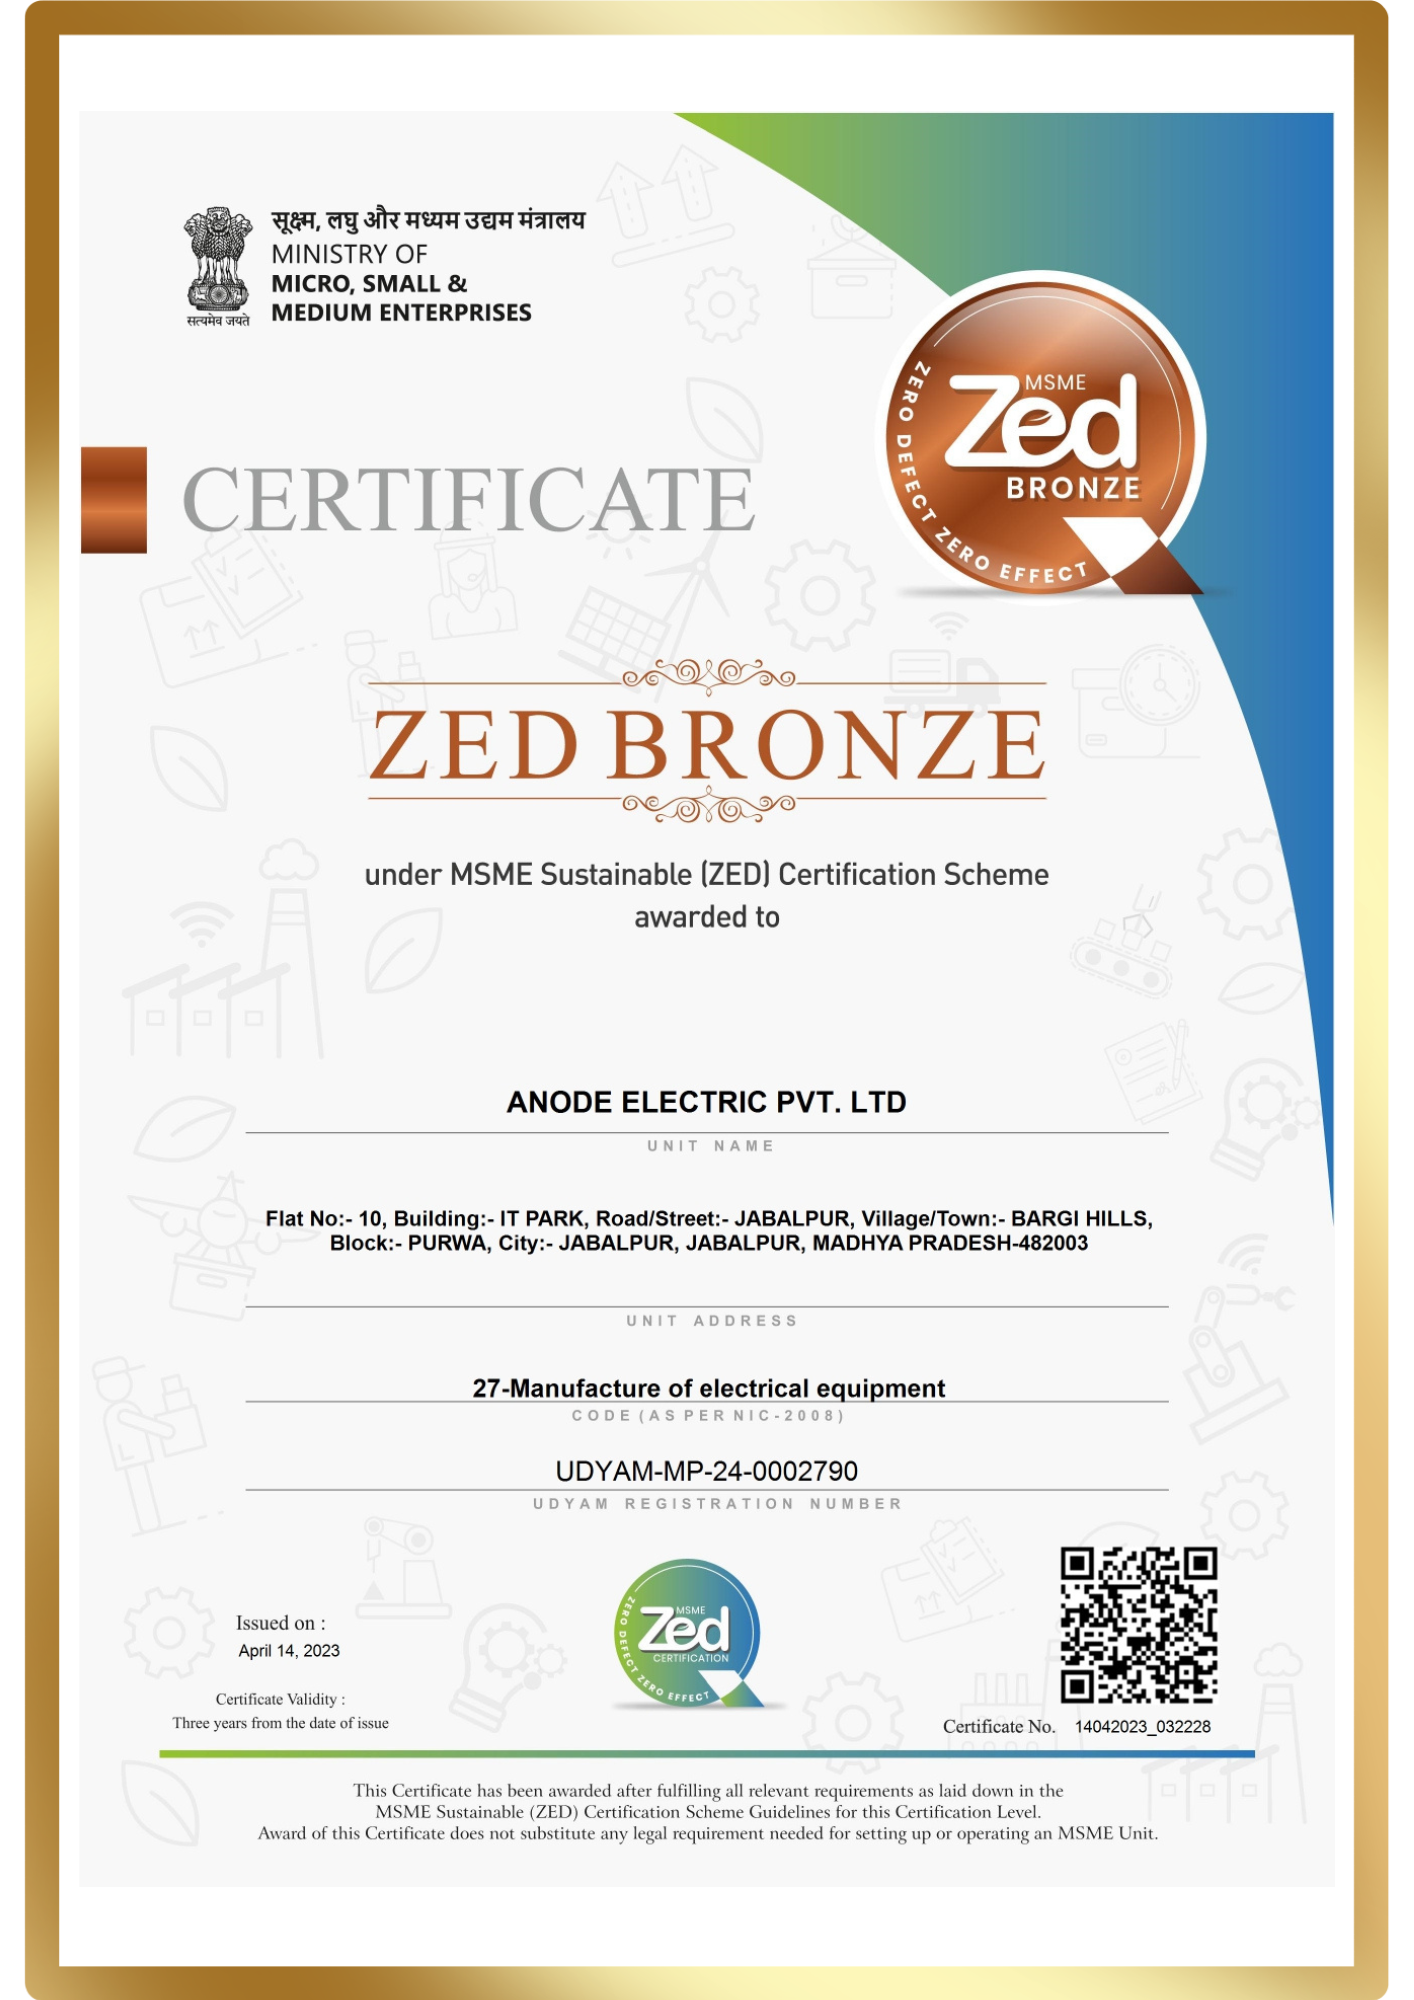 सूक्ष्म, लघु और मध्यम उद्यम मंत्रालय
MINISTRY OF
MICRO, SMALL &
MEDIUM ENTERPRISES
सत्यमेव जयते
MSME
Zed
BRONZE
ZERO DEFECT ZERO EFFECT
CERTIFICATE
ZED BRONZE
under MSME Sustainable (ZED) Certification Scheme
awarded to
ANODE ELECTRIC PVT. LTD
UNIT NAME
Flat No:- 10, Building:- IT PARK, Road/Street:- JABALPUR, Village/Town:- BARGI HILLS,
Block:- PURWA, City:- JABALPUR, JABALPUR, MADHYA PRADESH-482003
UNIT ADDRESS
27-Manufacture of electrical equipment
CODE (AS PER NIC-2008)
UDYAM-MP-24-0002790
UDYAM REGISTRATION NUMBER
Issued on :
April 14, 2023
Certificate Validity :
Three years from the date of issue
MSME
Zed
CERTIFICATION
ZERO DEFECT ZERO EFFECT
Certificate No. 14042023_032228
This Certificate has been awarded after fulfilling all relevant requirements as laid down in the
MSME Sustainable (ZED) Certification Scheme Guidelines for this Certification Level.
Award of this Certificate does not substitute any legal requirement needed for setting up or operating an MSME Unit.